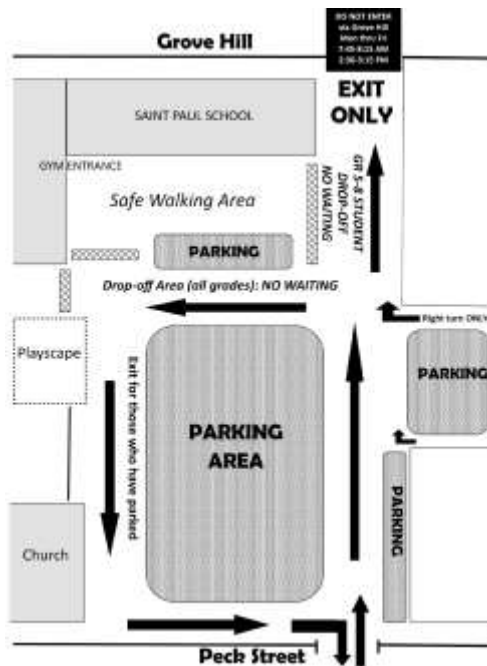 DO NOT ENTER
via Grove Hill
Mon thru Fri
Grove Hill
EXIT
ONLY
SAINT PAUL SCHOOL
GYM ENTRANCE
Safe Walking Area
GR 5-8 STUDENT
DROP-OFF
NO WAITING
PARKING
Drop-off Area (all grades): NO WAITING
Right turn ONLY
Playscape
Exit for those who have parked
PARKING
AREA
PARKING
PARKING
Church
Peck Street